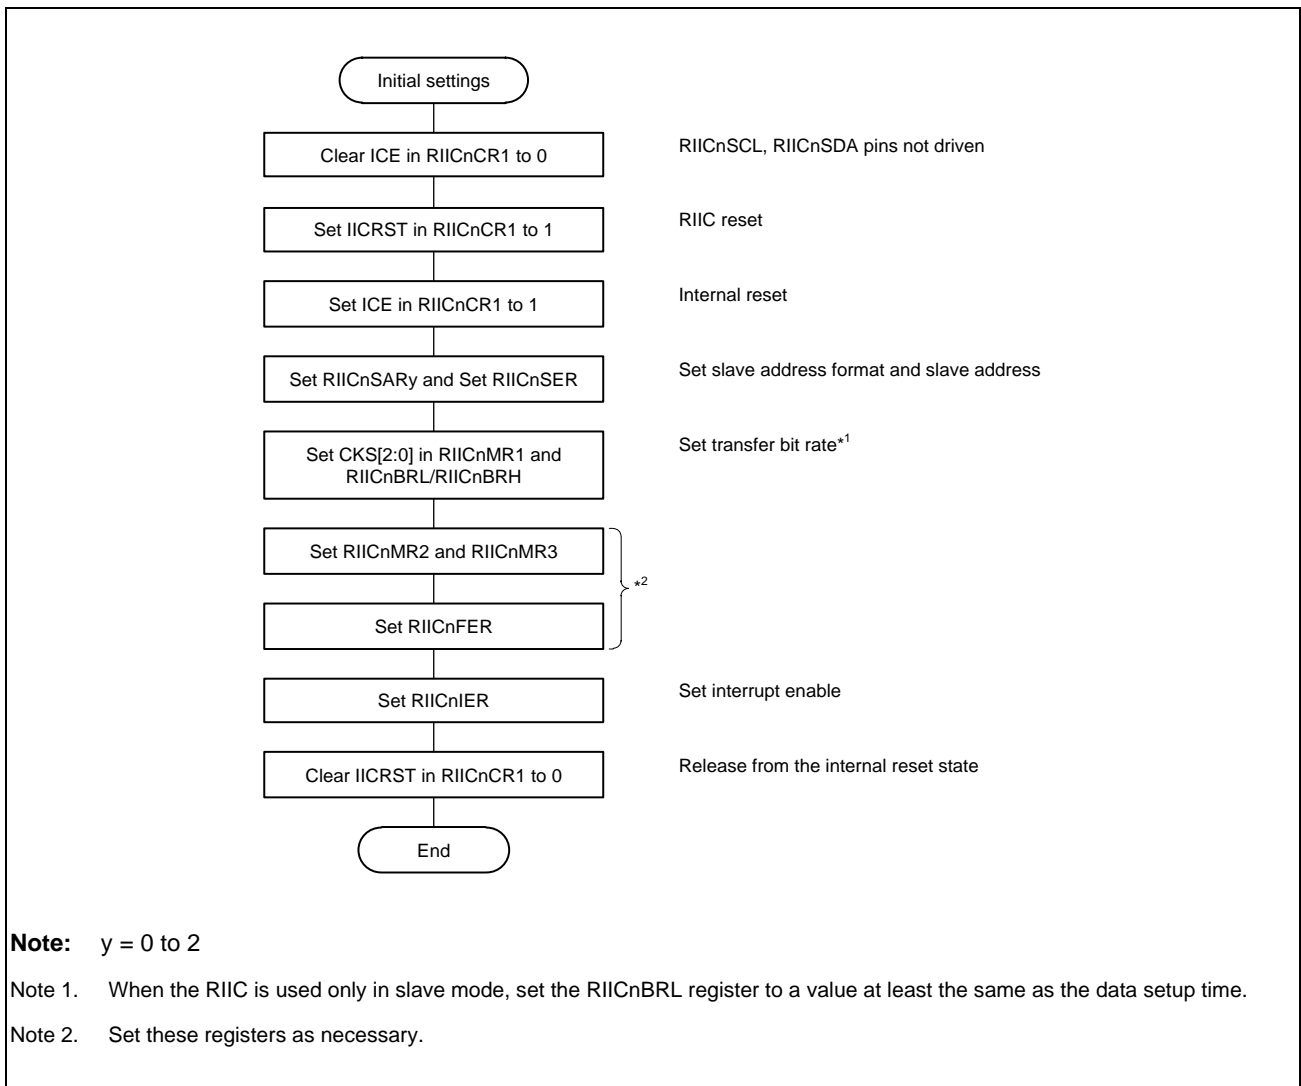 Initial settings
Clear ICE in RIICnCR1 to 0
RIICnSCL, RIICnSDA pins not driven
Set IICRST in RIICnCR1 to 1
RIIC reset
Set ICE in RIICnCR1 to 1
Internal reset
Set RIICnSARy and Set RIICnSER
Set slave address format and slave address
Set CKS[2:0] in RIICnMR1 and
RIICnBRL/RIICnBRH
Set transfer bit rate*1
Set RIICnMR2 and RIICnMR3
*2
Set RIICnFER
Set RIICnIER
Set interrupt enable
Clear IICRST in RIICnCR1 to 0
Release from the internal reset state
End
Note: y = 0 to 2
Note 1. When the RIIC is used only in slave mode, set the RIICnBRL register to a value at least the same as the data setup time.
Note 2. Set these registers as necessary.